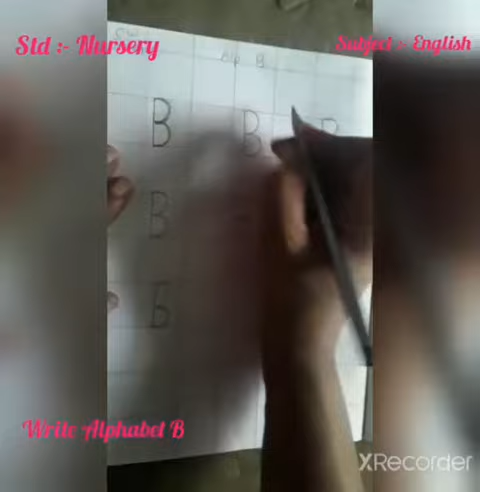 Std :- Nursery
Subject :- English
B
B B B
B
B
Write Alphabet B
XRecorder